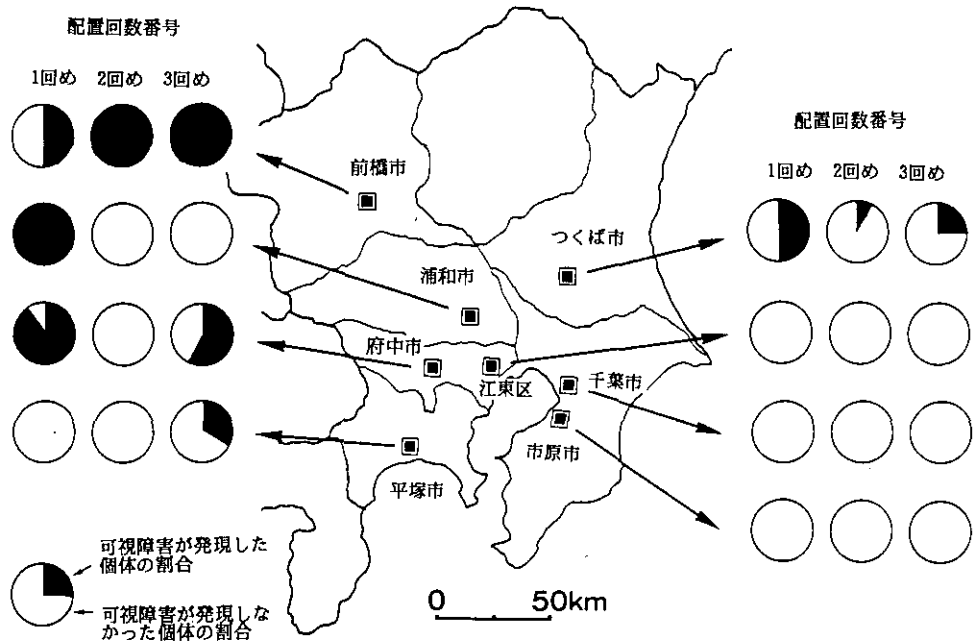 配置回数番号
1回め 2回め 3回め
前橋市
浦和市
府中市
江東区
平塚市
つくば市
千葉市
市原市
配置回数番号
1回め 2回め 3回め
可視障害が発現した
個体の割合
可視障害が発現しな
かった個体の割合
0 50km